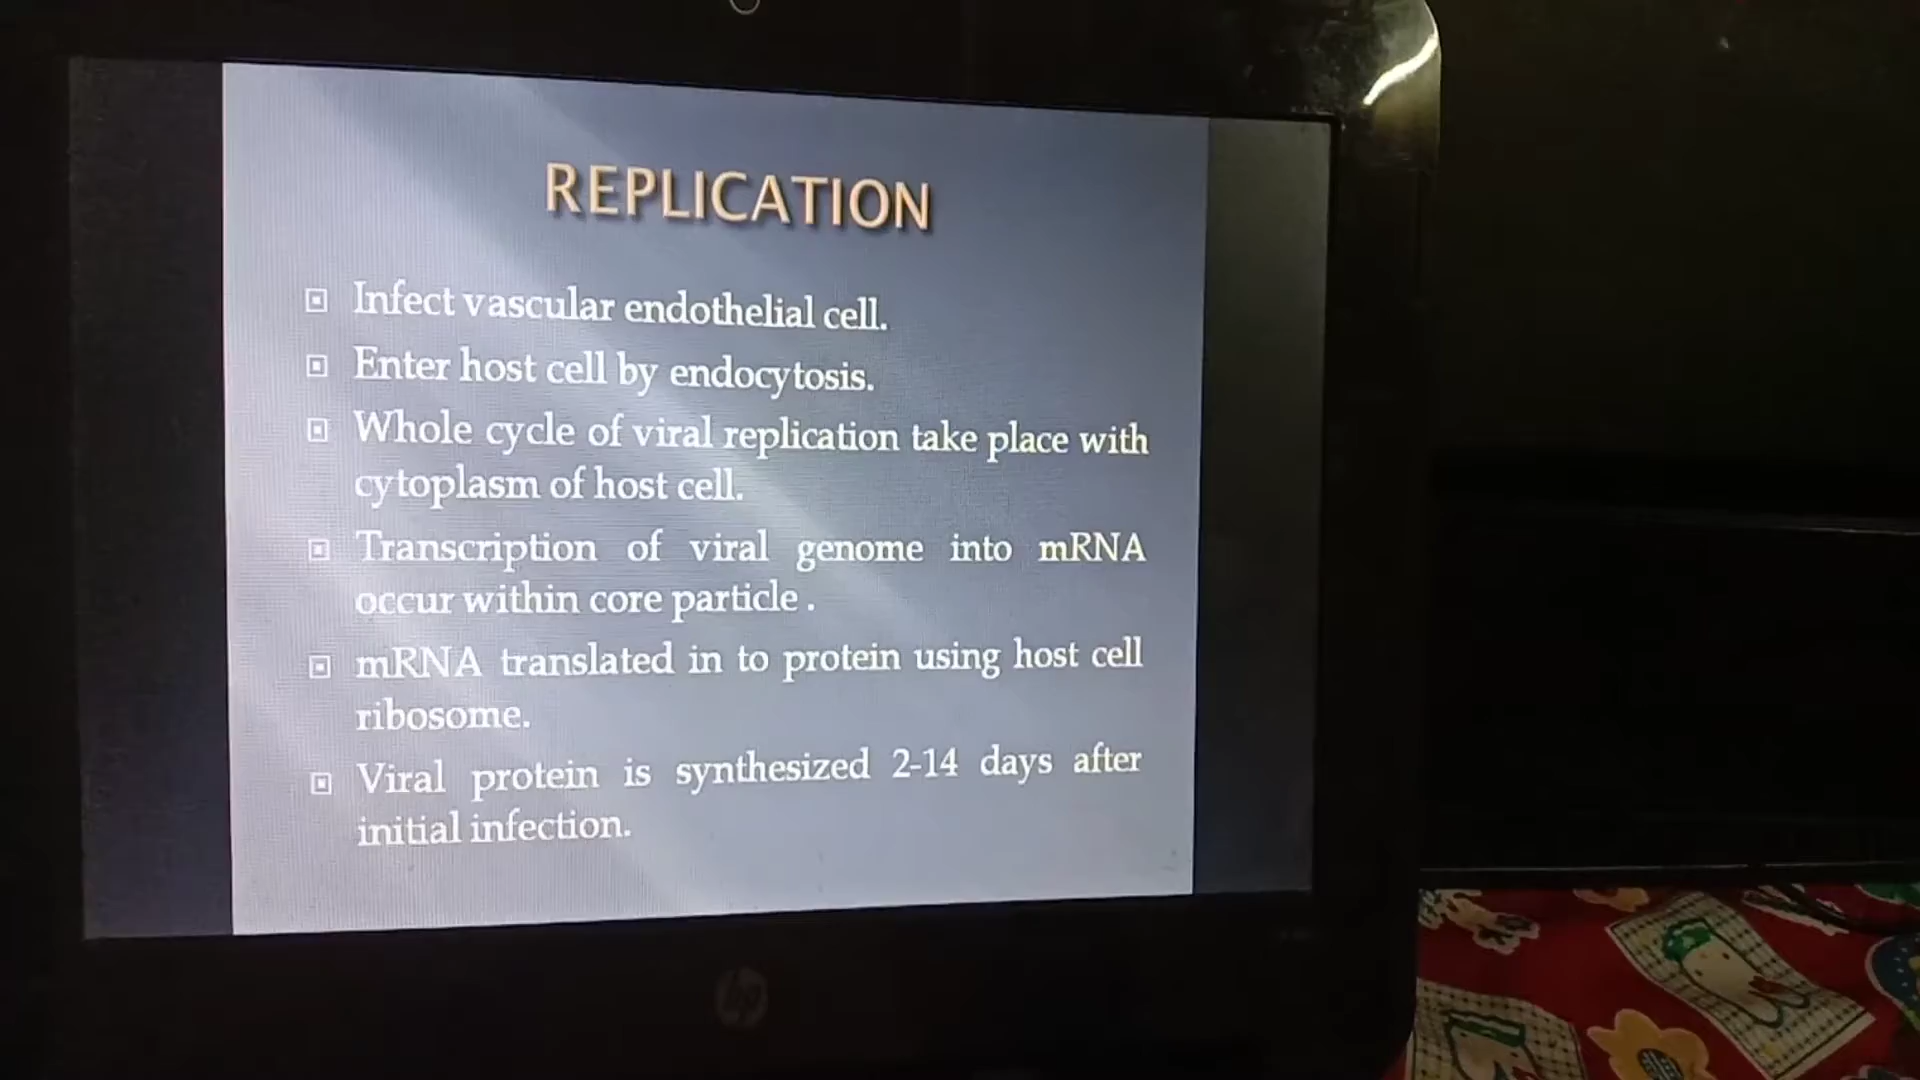 REPLICATION
Infect vascular endothelial cell.
Enter host cell by endocytosis.
Whole cycle of viral replication take place with
cytoplasm of host cell.
Transcription of viral genome into mRNA
occur within core particle .
mRNA translated in to protein using host cell
ribosome.
Viral protein is synthesized 2-14 days after
initial infection.
hp